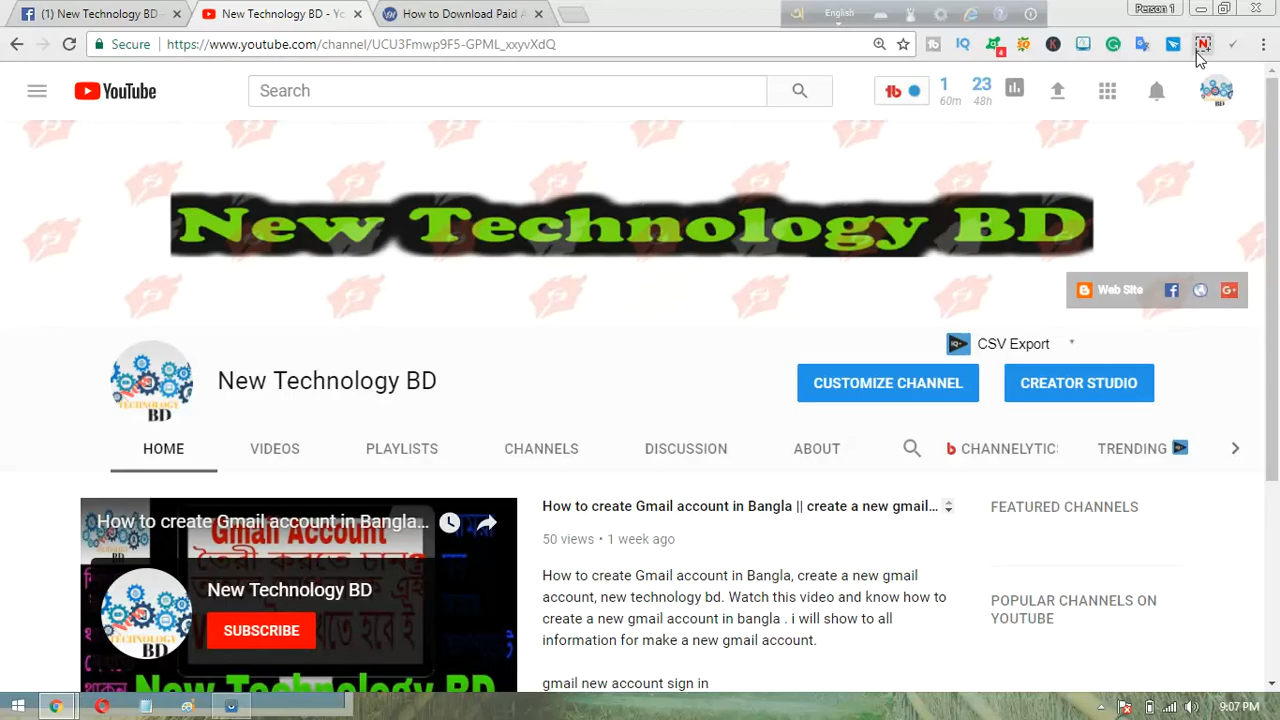 (1) New Technology BD
New Technology BD - Yo
How to Download Paid A
English
Person 1
Secure
https://www.youtube.com/channel/UCU3Fmwp9F5-GPML_xxyvXdQ
YouTube
Search
1
60m
23
48h
New Technology BD
Web Site
CSV Export
New Technology BD
CUSTOMIZE CHANNEL
CREATOR STUDIO
HOME
VIDEOS
PLAYLISTS
CHANNELS
DISCUSSION
ABOUT
CHANNELYTICS
TRENDING
How to create Gmail account in Bangla...
Gmail Account
তৈরী করতে চান
New Technology BD
SUBSCRIBE
New Technology BD
How to create Gmail account in Bangla || create a new gmail...
50 views • 1 week ago
How to create Gmail account in Bangla, create a new gmail
account, new technology bd. Watch this video and know how to
create a new gmail account in bangla . i will show to all
information for make a new gmail account.
gmail new account sign in
FEATURED CHANNELS
POPULAR CHANNELS ON
YOUTUBE
9:07 PM